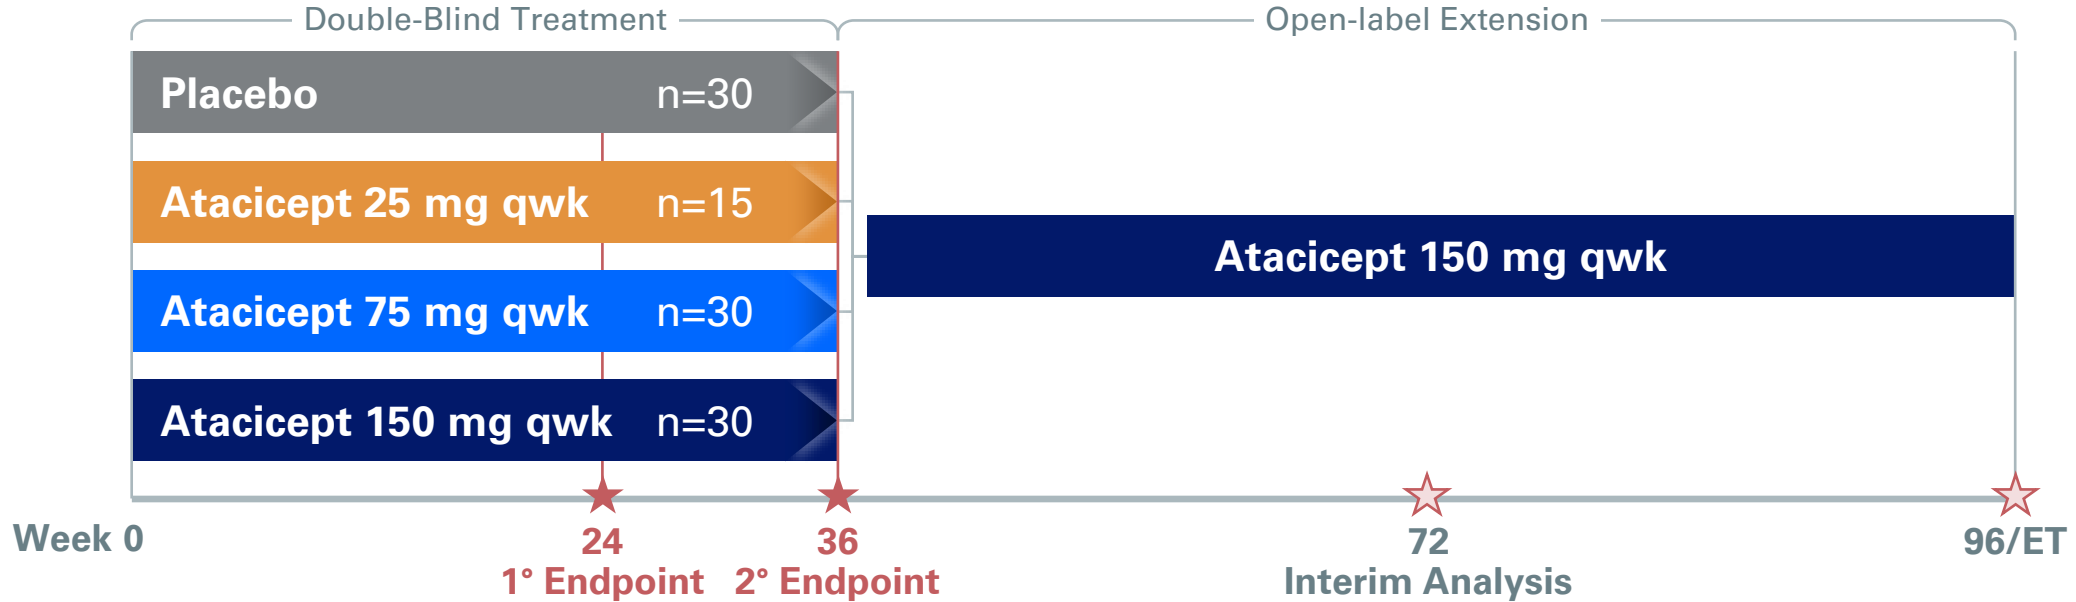 Double-Blind Treatment
Open-label Extension
Placebo n=30
Atacicept 25 mg qwk n=15
Atacicept 75 mg qwk n=30
Atacicept 150 mg qwk n=30
Atacicept 150 mg qwk
Week 0
24
1° Endpoint
36
2° Endpoint
72
Interim Analysis
96/ET